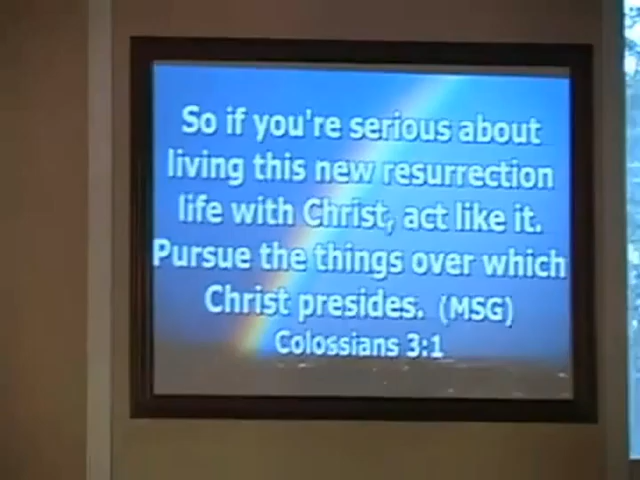 So if you're serious about
living this new resurrection
life with Christ, act like it.
Pursue the things over which
Christ presides. (MSG)
Colossians 3:1